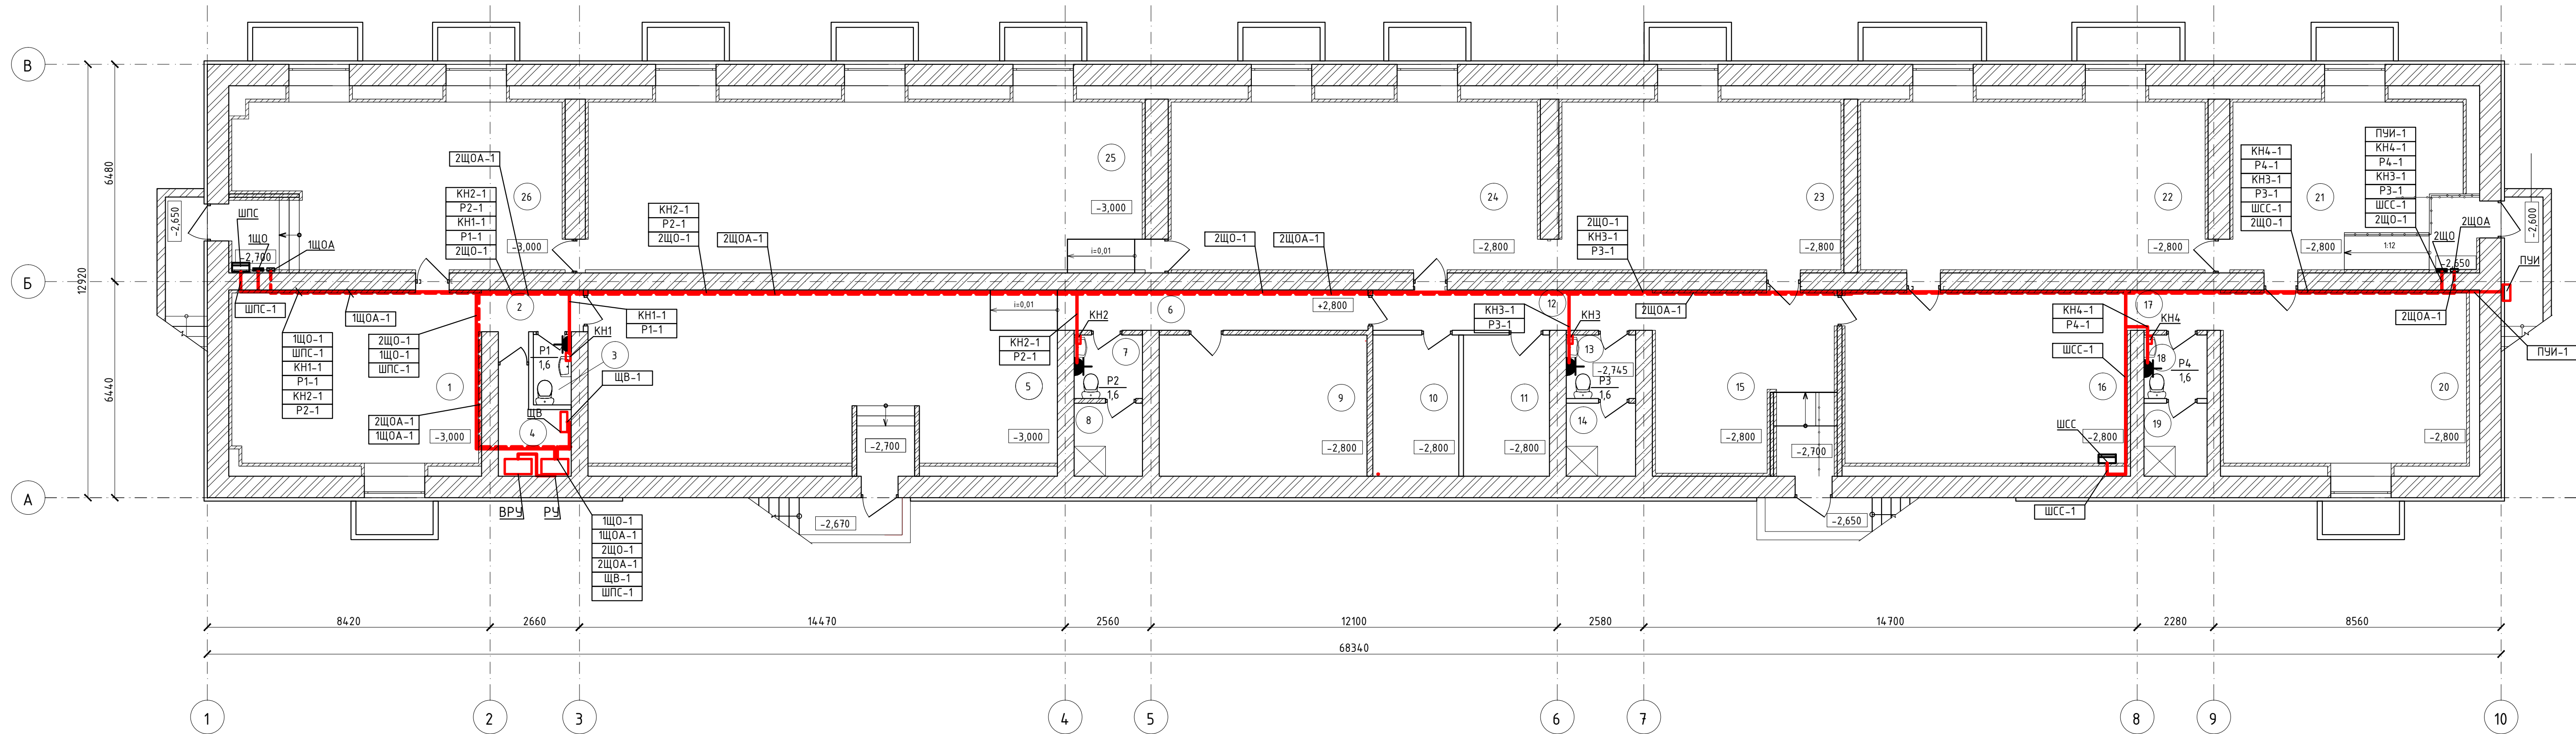 В
Б
А
6480
12920
6440
-2,650
ШПС
1ЩО
1ЩОА
-2,700
ШПС-1
1ЩО-1
ШПС-1
КН1-1
Р1-1
КН2-1
Р2-1
1ЩОА-1
2ЩО-1
1ЩО-1
ШПС-1
2ЩОА-1
1ЩОА-1
1
-3,000
2ЩОА-1
КН2-1
Р2-1
КН1-1
Р1-1
2ЩО-1
26
-3,000
2
Р1
1,6
КН1
3
КН1-1
Р1-1
ЩВ-1
ЩВ
4
ВРУ
РУ
1ЩО-1
1ЩОА-1
2ЩО-1
2ЩОА-1
ЩВ-1
ШПС-1
КН2-1
Р2-1
2ЩО-1
2ЩОА-1
25
-3,000
i=0,01
i=0,01
КН2-1
Р2-1
5
-3,000
-2,700
-2,670
КН2
7
Р2
1,6
8
6
2ЩО-1
2ЩОА-1
+2,800
24
-2,800
9
-2,800
10
-2,800
11
-2,800
12
КН3-1
Р3-1
КН3
13
-2,745
Р3
1,6
14
2ЩО-1
КН3-1
Р3-1
2ЩОА-1
23
-2,800
15
-2,800
-2,700
-2,650
22
-2,800
КН4-1
Р4-1
ШСС-1
16
ШСС
-2,800
ШСС-1
17
КН4
18
Р4
1,6
19
КН4-1
Р4-1
КН3-1
Р3-1
ШСС-1
2ЩО-1
21
-2,800
ПУИ-1
КН4-1
Р4-1
КН3-1
Р3-1
ШСС-1
2ЩО-1
2ЩОА
2ЩО
1:12
-2,650
-2,600
ПУИ
2ЩОА-1
ПУИ-1
20
-2,800
8420
2660
14470
2560
12100
2580
14700
2280
8560
68340
1
2
3
4
5
6
7
8
9
10